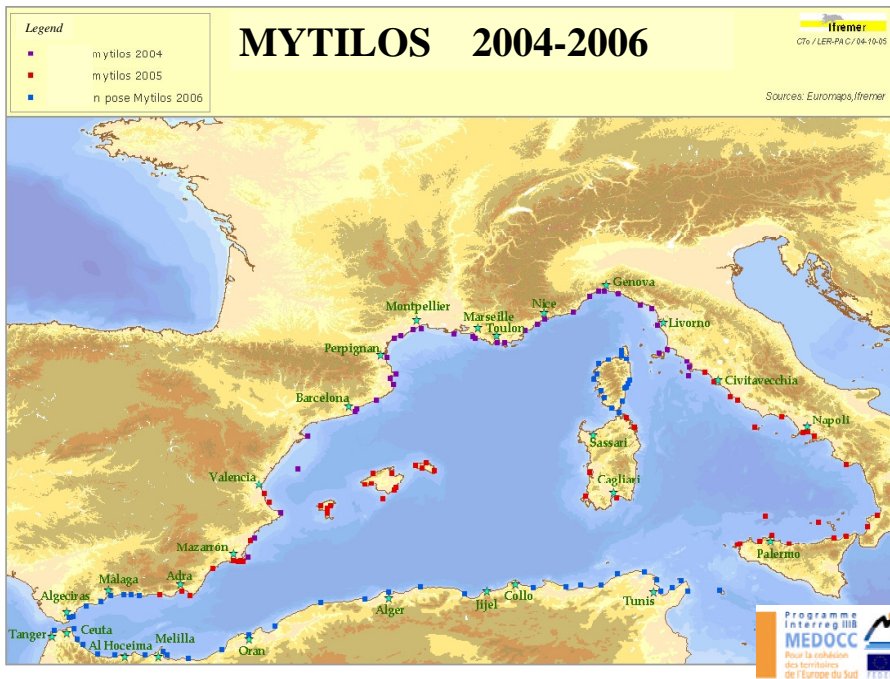 Legend
mytilos 2004
mytilos 2005
n pose Mytilos 2006
MYTILOS 2004-2006
Ifremer
CTo / LER-PAC / 04-10-05
Sources: Euromaps,Ifremer
Genova
Nice
Montpellier
Marseille
Toulon
Livorno
Perpignan
Civitavecchia
Barcelona
Napoli
Sassari
Valencia
Cagliari
Mazarrón
Palermo
Adra
Málaga
Collo
Algeciras
Alger
Jijel
Tunis
Tanger
Ceuta
Al Hoceima
Melilla
Oran
Programme
Interreg IIIB
MEDOCC
Pour la cohésion
des territoires
de l'Europe du Sud
FEDER